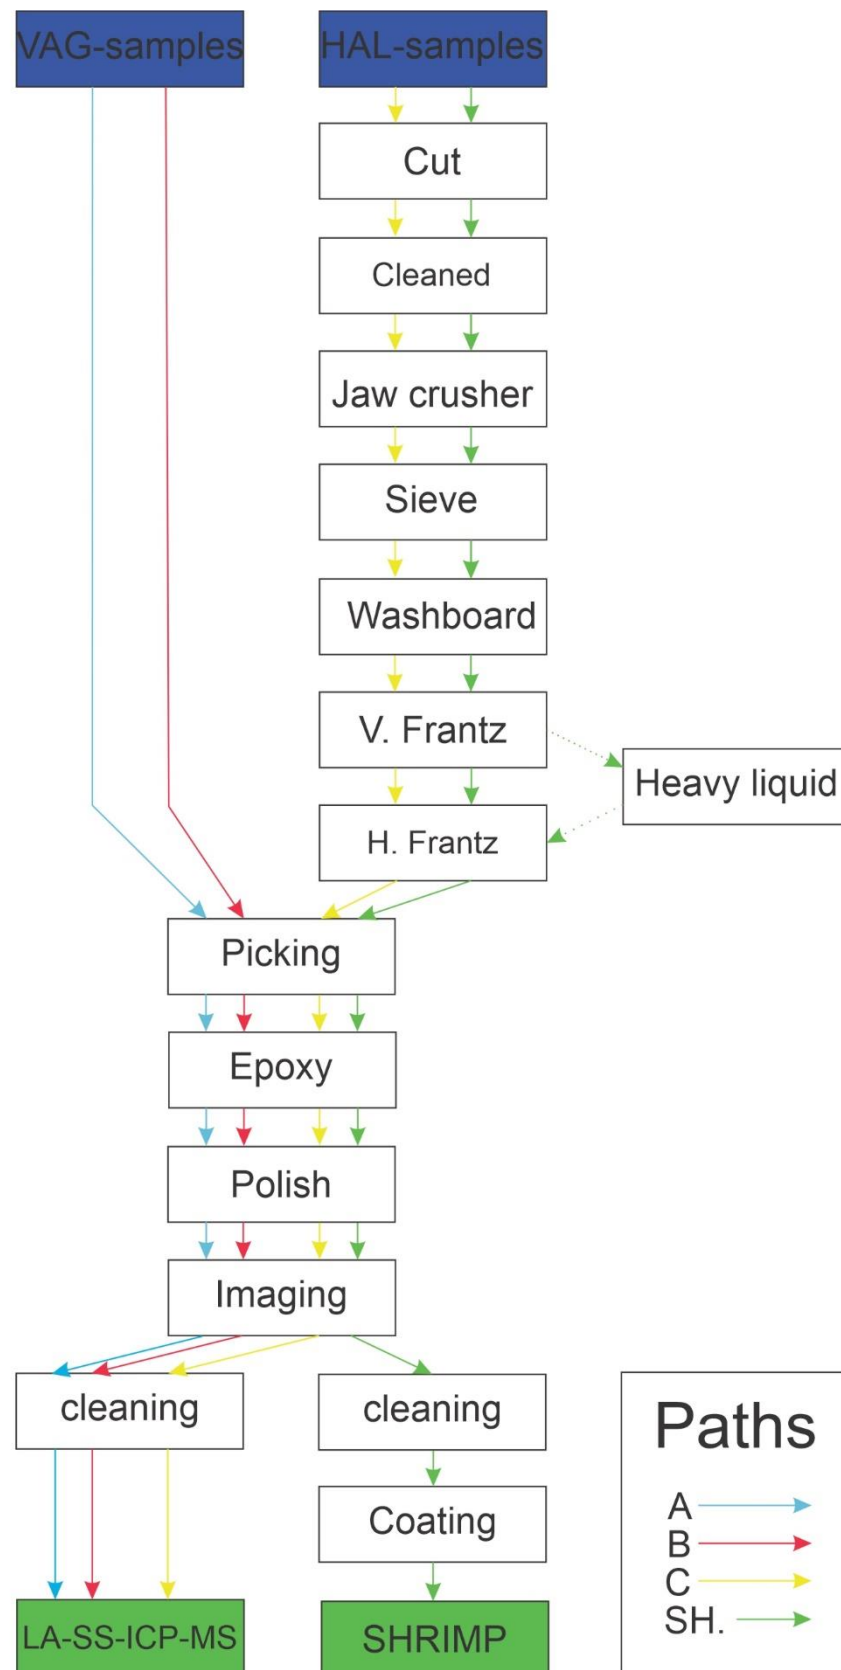 VAG-samples
HAL-samples
Cut
Cleaned
Jaw crusher
Sieve
Washboard
V. Frantz
Heavy liquid
H. Frantz
Picking
Epoxy
Polish
Imaging
cleaning
cleaning
Coating
LA-SS-ICP-MS
SHRIMP
Paths
A
B
C
SH.